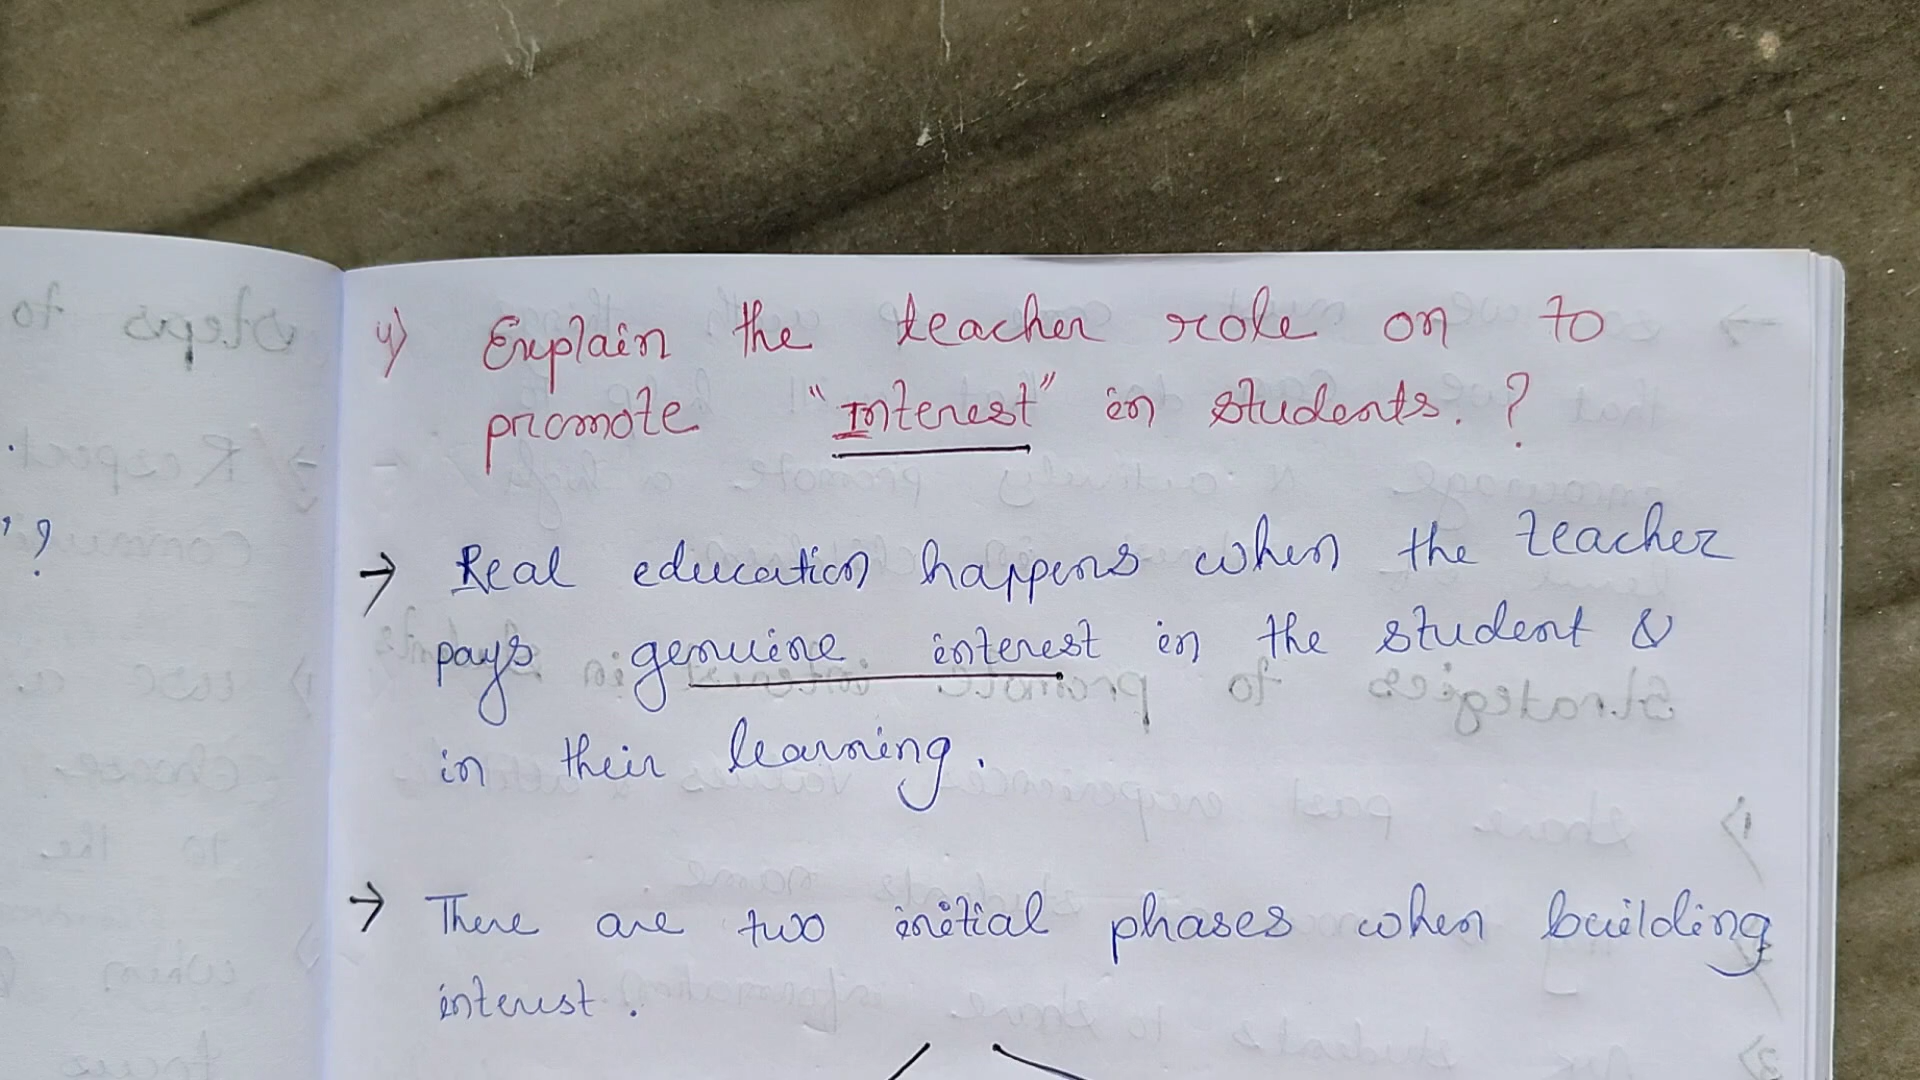 4) Explain the teacher role on to
promote "Interest" in students. ?
→ Real education happens when the teacher
pays genuine interest in the student &
in their learning.
→ There are two initial phases when building
interest.